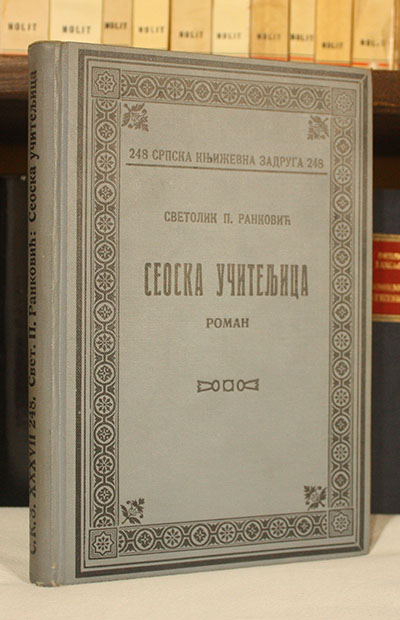 NOLIT
NOLIT
NOLIT
NOLIT
NOLIT
NOLIT
NOLIT
NOLIT
248 СРПСКА КЊИЖЕВНА ЗАДРУГА 248
СВЕТОЛИК П. РАНКОВИЋ
СЕОСКА УЧИТЕЉИЦА
РОМАН
С. К. З. XXXVII 248. Свет. П. Ранковић: Сеоска учитељица